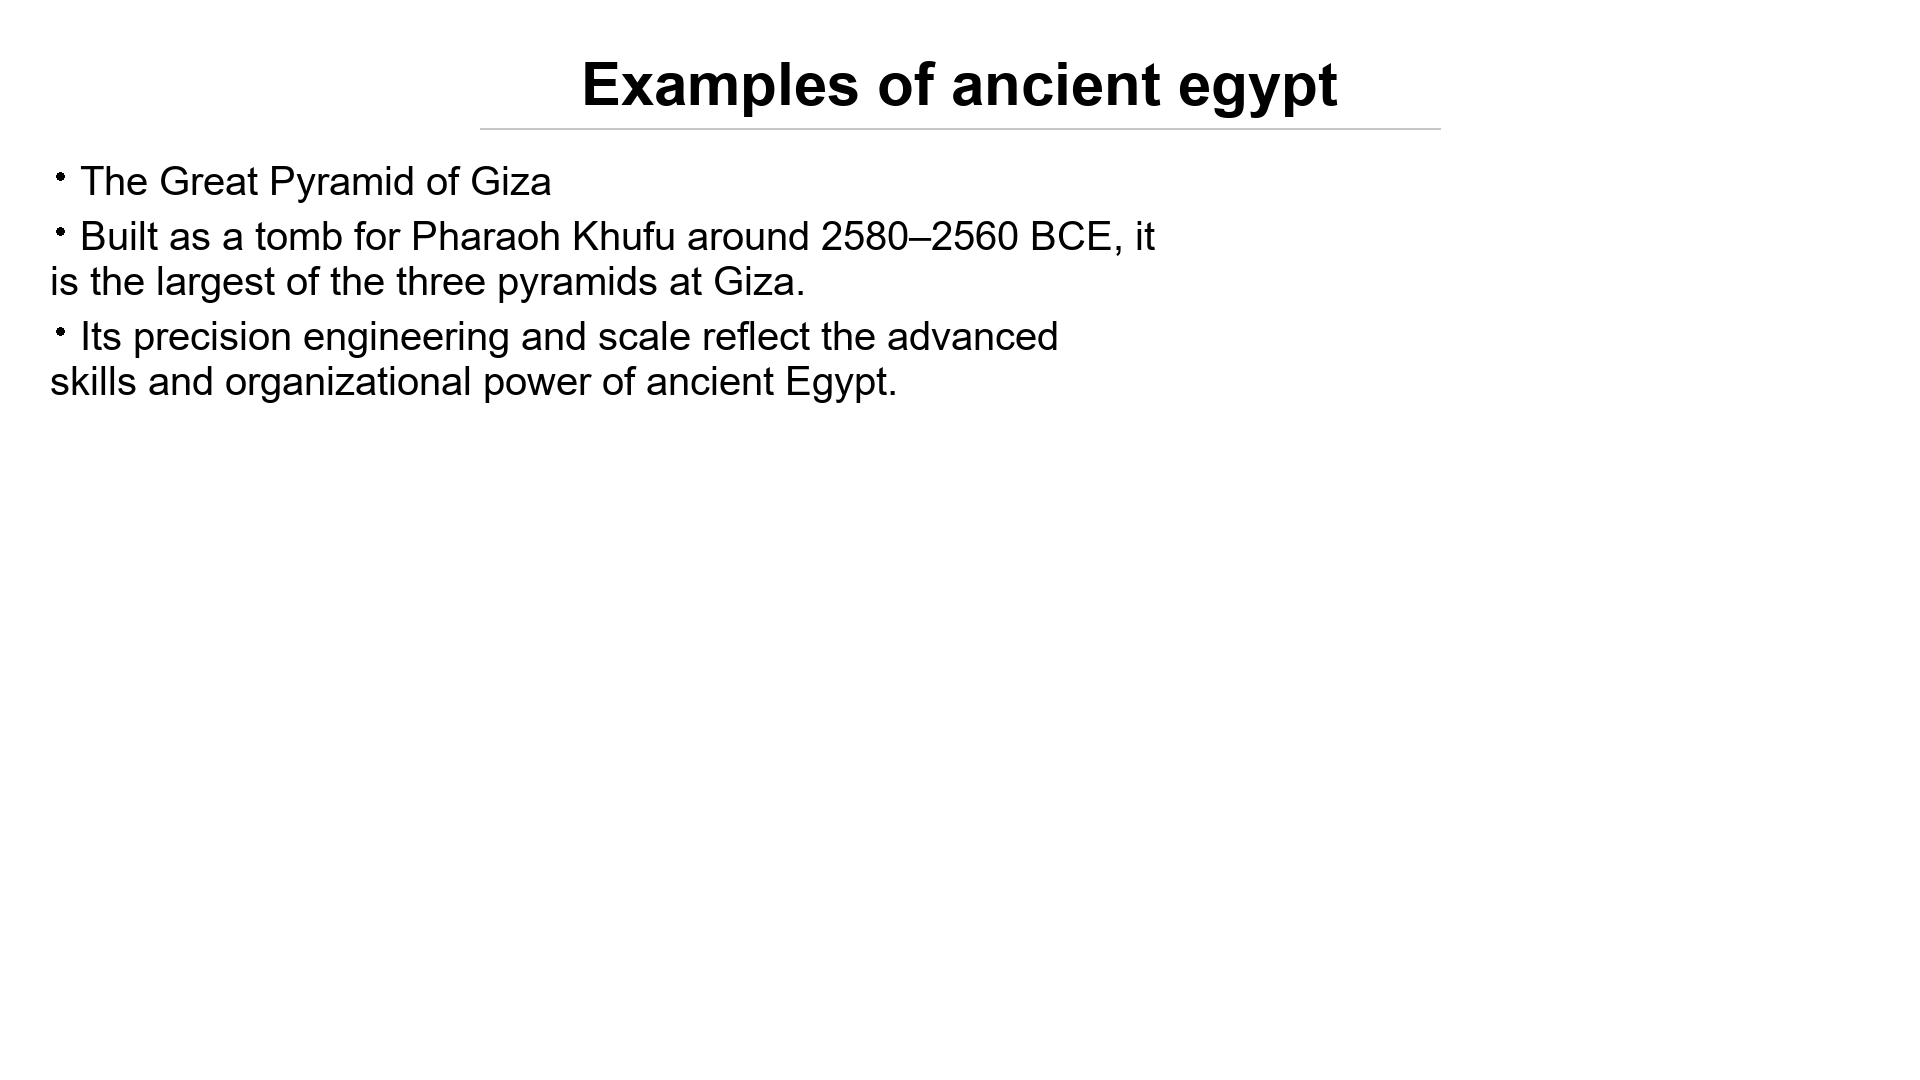 Examples of ancient egypt
• The Great Pyramid of Giza
• Built as a tomb for Pharaoh Khufu around 2580–2560 BCE, it
is the largest of the three pyramids at Giza.
• Its precision engineering and scale reflect the advanced
skills and organizational power of ancient Egypt.